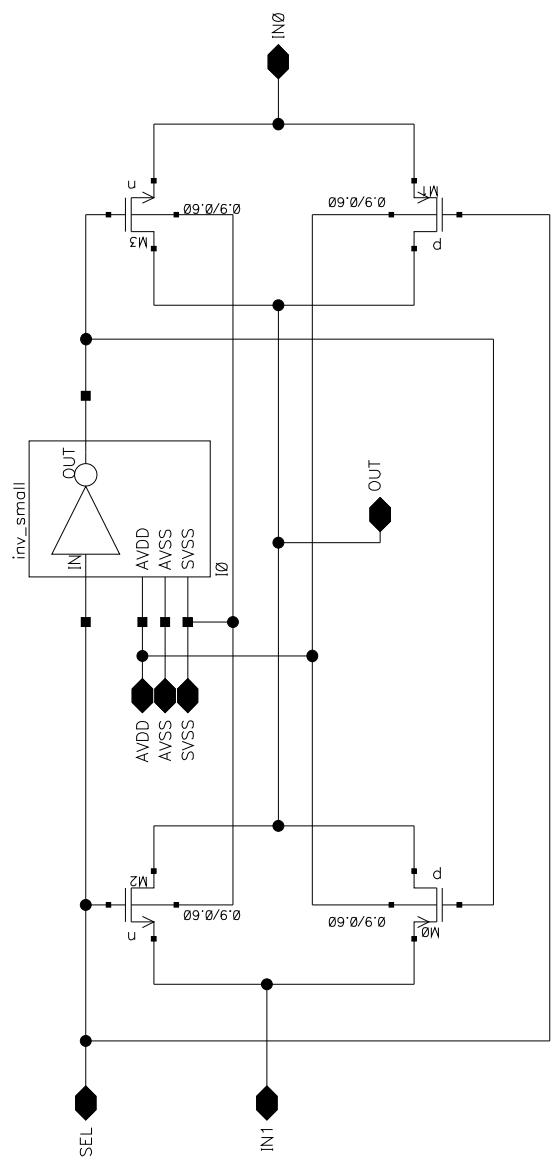 IN0
n
0.9/0.60
M3
M1
0.9/0.60
p
inv_small
OUT
IN
AVDD
AVSS
SVSS
I0
OUT
AVDD
AVSS
SVSS
M2
0.9/0.60
n
p
0.9/0.60
M0
SEL
IN1